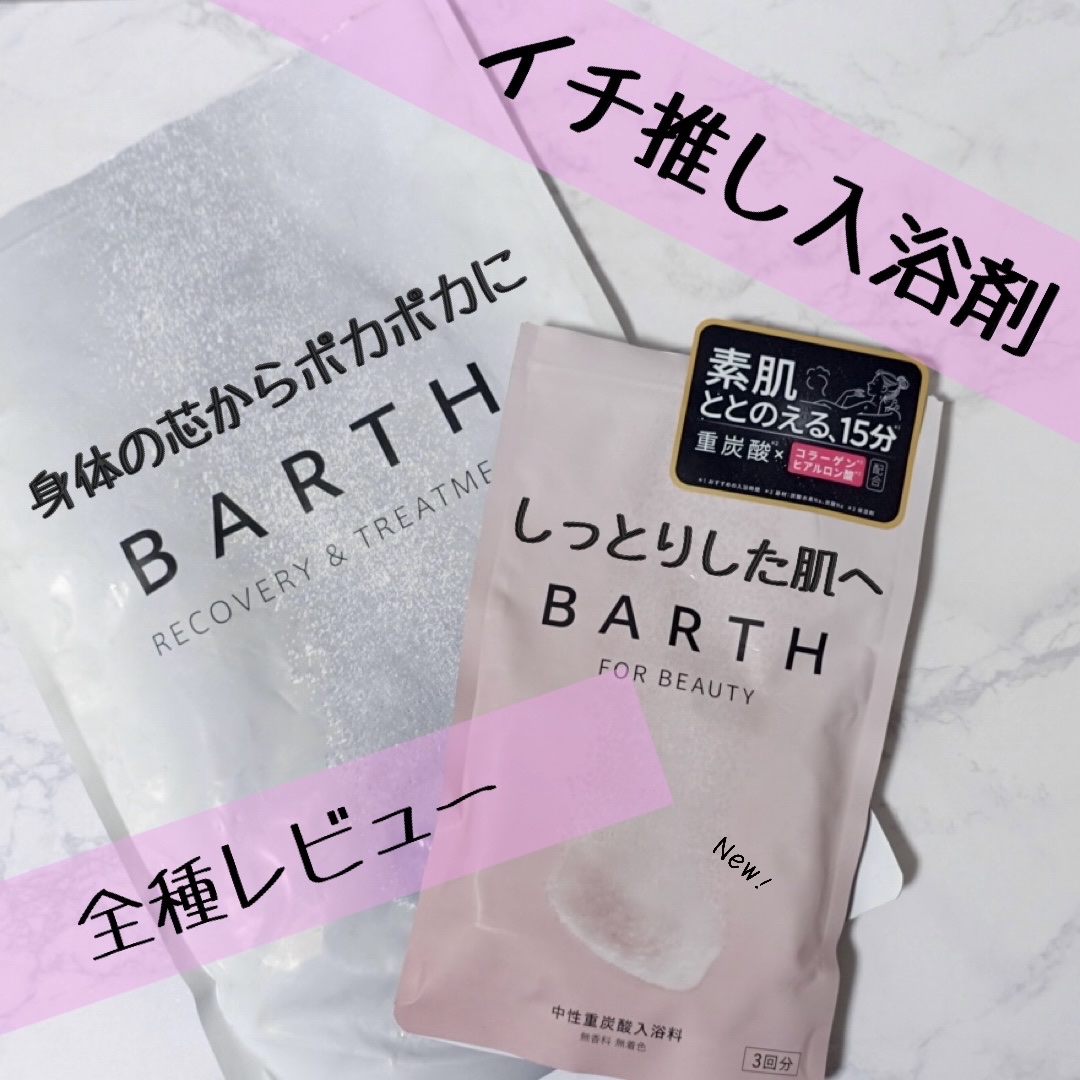 イチ推し入浴剤
身体の芯からポカポカに
BARTH
RECOVERY & TREATME
素肌
ととのえる、15分
重炭酸×
コラーゲン
ヒアルロン酸
配合
しっとりした肌へ
BARTH
FOR BEAUTY
全種レビュー
New!
中性重炭酸入浴料
無香料 無着色
3回分